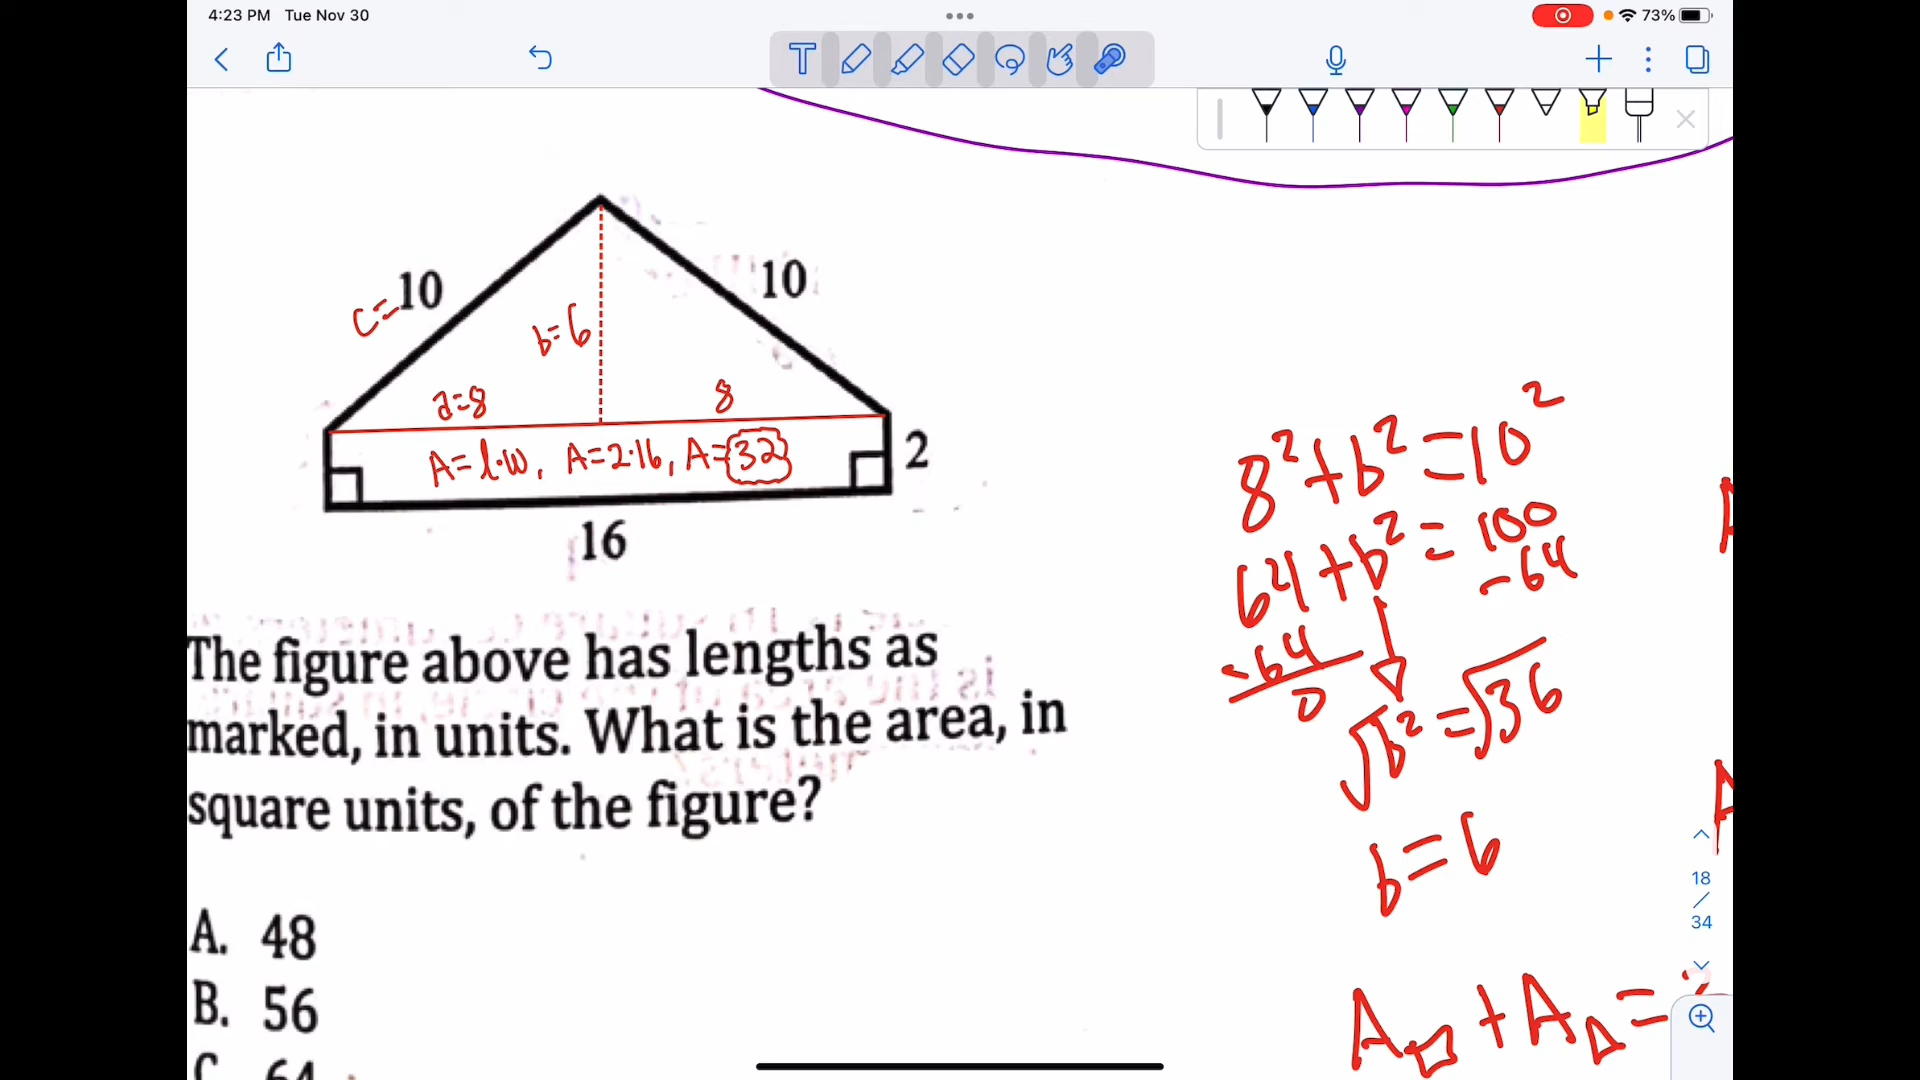 4:23 PM Tue Nov 30
73%
T
10
c=
10
b=6
a=8
8
A=l·w, A=2·16, A=32
2
16
8²+b²=10²
64+b²=100
-64
-64
0
√b²=√36
b=6
18
/
34
A▭+A△=
The figure above has lengths as
marked, in units. What is the area, in
square units, of the figure?
A. 48
B. 56
C. 64